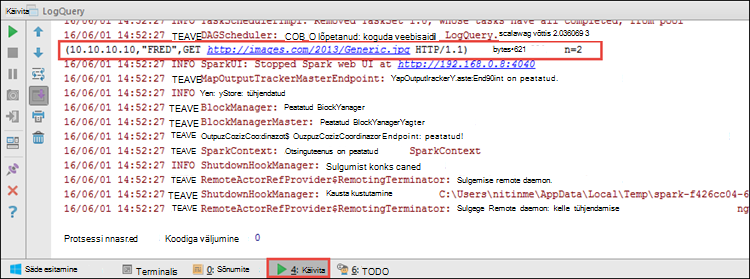 Käivita LogQuery
16/06/01 14:52:27 INFO TaskSchedulerImpl: Removed TaskSet 1.0, whose tasks have all completed, from pool
16/06/01 14:52:27 TEAVE DAGScheduler: COB_O lõpetanud: koguda veebisaidil LogQuery. scalawag võttis 2.036069 3
(10.10.10.10,"FRED",GET http://images.com/2013/Generic.jpg HTTP/1.1) bytes=621 n=2
16/06/01 14:52:27 INFO SparkUI: Stopped Spark web UI at http://192.168.0.8:4040
16/06/01 14:52:27 TEAVE MapOutputTrackerMasterEndpoint: YapOutputlrackerY.aste:End90int on peatatud.
16/06/01 14:52:27 INFO Yen: yStore: tühjendatud
16/06/01 14:52:27 TEAVE BlockManager: Peatatud BlockYanager
16/06/01 14:52:27 TEAVE BlockManagerMaster: Peatatud BlockYanagerYagter
16/06/01 14:52:27 TEAVE OutpuzCozizCoo:dinazot$ OuzpuzCozizCoordinazorEndpoint: peatatud!
16/06/01 14:52:27 TEAVE SparkContext: Otsinguteenus on peatatud SparkContext
16/06/01 14:52:27 INFO ShutdownHookManager: Sulgumist konks caned
16/06/01 14:52:27 TEAVE RemoteActorRefProvider$RemotingTerminator: Sulgemise remote daemon.
16/06/01 14:52:27 TEAVE ShutdownHookManager: Kausta kustutamine C:\Users\nitinme\AppData\Local\Temp\spark-f426cc04-6
16/06/01 14:52:27 TEAVE RemoteActorRefProvider$RemotingTerminator: Sulgege Remote daemon: kelle tühjendamise ng
Protsessi nnasred Koodiga väljumine 0
Säde esitamine Terminalis 0: Sõnumite 4: Käivita 6: TODO